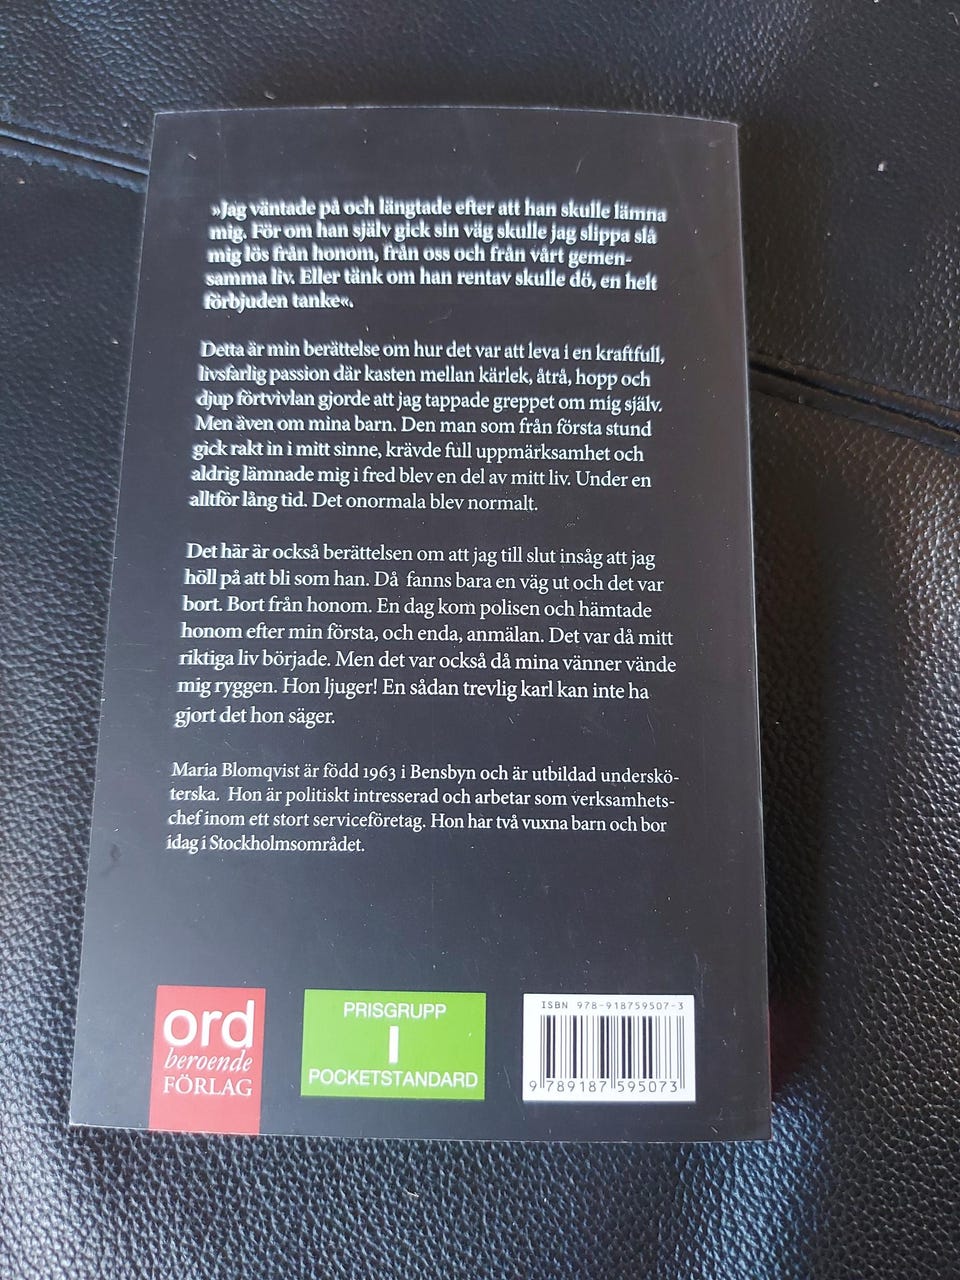 »Jag väntade på och längtade efter att han skulle lämna
mig. För om han själv gick sin väg skulle jag slippa slå
mig lös från honom, från oss och från vårt gemen-
samma liv. Eller tänk om han rentav skulle dö, en helt
förbjuden tanke«.
Detta är min berättelse om hur det var att leva i en kraftfull,
livsfarlig passion där kasten mellan kärlek, åtrå, hopp och
djup förtvivlan gjorde att jag tappade greppet om mig själv.
Men även om mina barn. Den man som från första stund
gick rakt in i mitt sinne, krävde full uppmärksamhet och
aldrig lämnade mig i fred blev en del av mitt liv. Under en
alltför lång tid. Det onormala blev normalt.
Det här är också berättelsen om att jag till slut insåg att jag
höll på att bli som han. Då fanns bara en väg ut och det var
bort. Bort från honom. En dag kom polisen och hämtade
honom efter min första, och enda, anmälan. Det var då mitt
riktiga liv började. Men det var också då mina vänner vände
mig ryggen. Hon ljuger! En sådan trevlig karl kan inte ha
gjort det hon säger.
Maria Blomqvist är född 1963 i Bensbyn och är utbildad underskö-
terska. Hon är politiskt intresserad och arbetar som verksamhets-
chef inom ett stort serviceföretag. Hon har två vuxna barn och bor
idag i Stockholmsområdet.
ord
beroende
FÖRLAG
PRISGRUPP
I
POCKETSTANDARD
ISBN 978-918759507-3
9 789187 595073